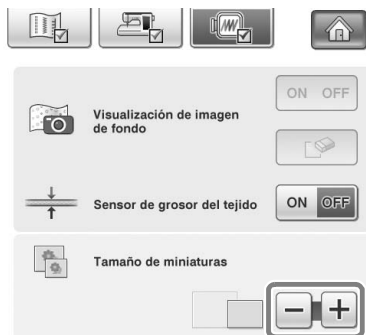 ON OFF
Visualización de imagen
de fondo
Sensor de grosor del tejido
ON OFF
Tamaño de miniaturas
− +